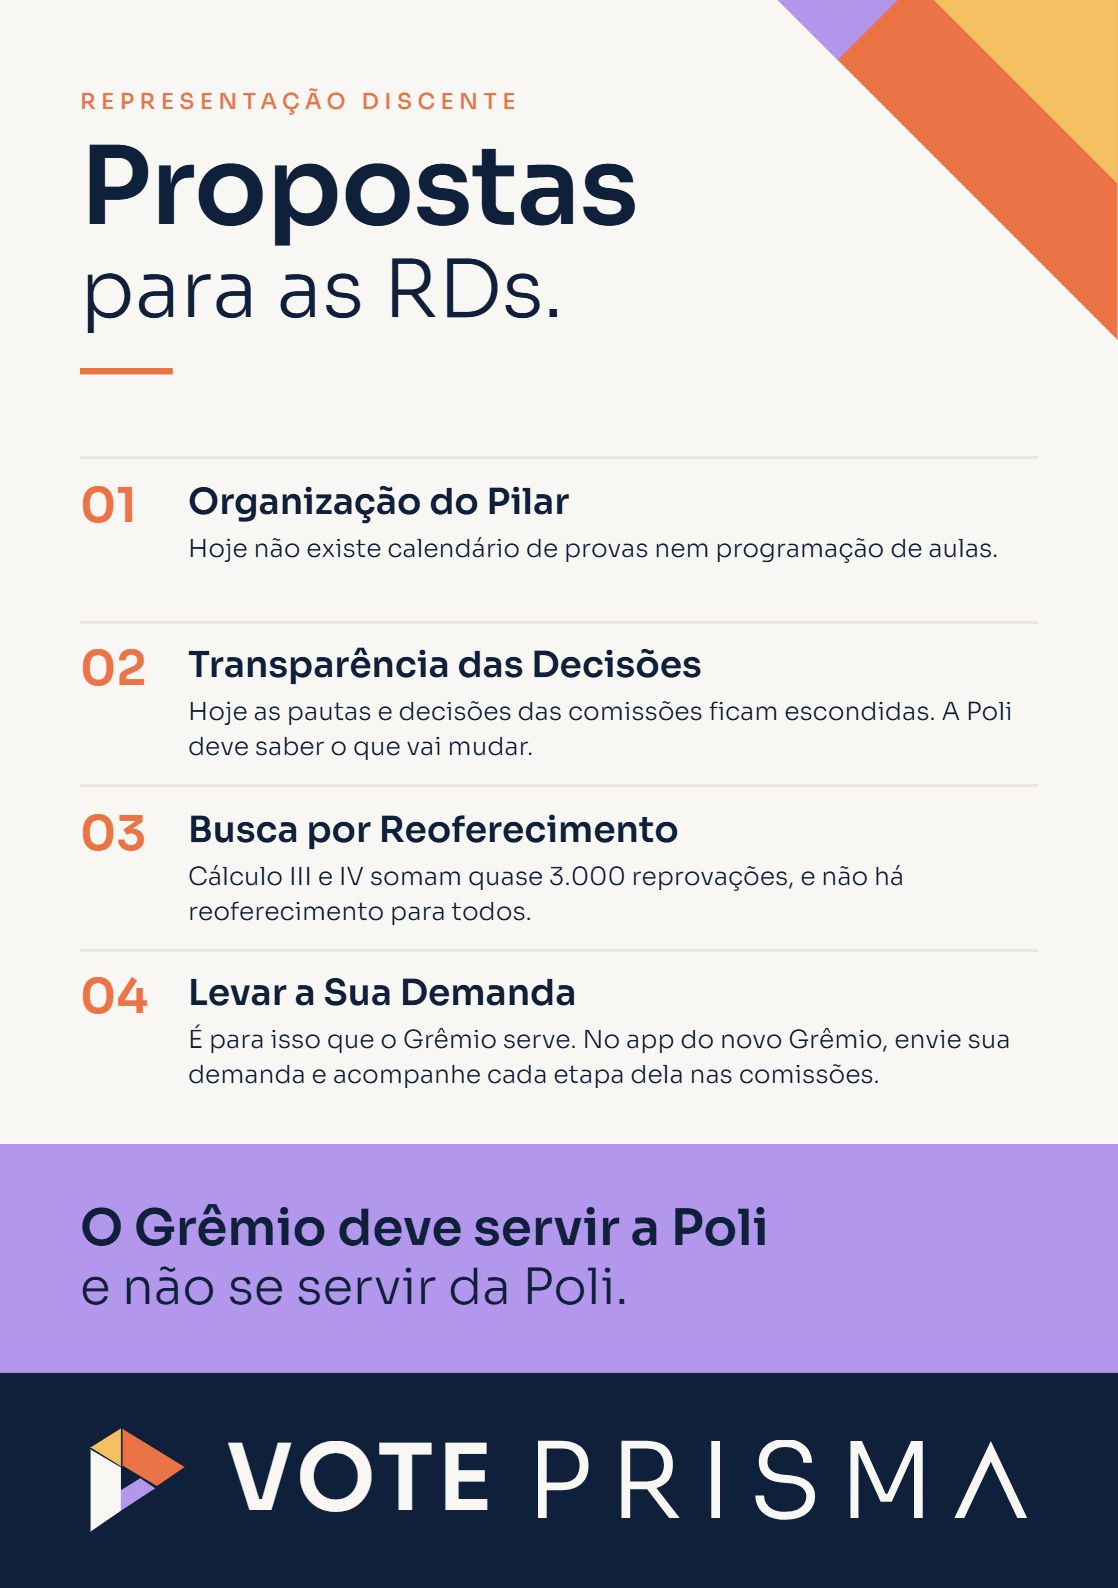 REPRESENTAÇÃO DISCENTE
Propostas
para as RDs.
01
Organização do Pilar
Hoje não existe calendário de provas nem programação de aulas.
02
Transparência das Decisões
Hoje as pautas e decisões das comissões ficam escondidas. A Poli
deve saber o que vai mudar.
03
Busca por Reoferecimento
Cálculo III e IV somam quase 3.000 reprovações, e não há
reoferecimento para todos.
04
Levar a Sua Demanda
É para isso que o Grêmio serve. No app do novo Grêmio, envie sua
demanda e acompanhe cada etapa dela nas comissões.
O Grêmio deve servir a Poli
e não se servir da Poli.
VOTE PRISMA